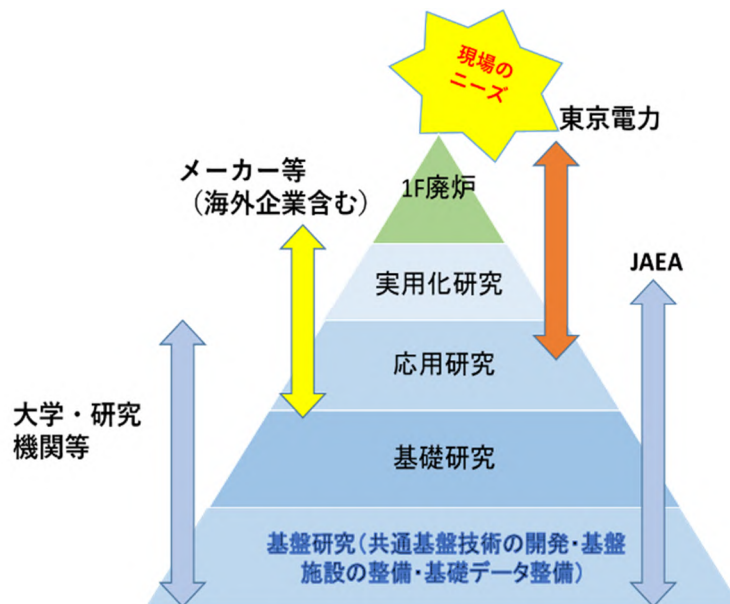 現場の
ニーズ
東京電力
メーカー等
（海外企業含む）
1F廃炉
JAEA
実用化研究
応用研究
大学・研究
機関等
基礎研究
基盤研究（共通基盤技術の開発・基盤
施設の整備・基礎データ整備）